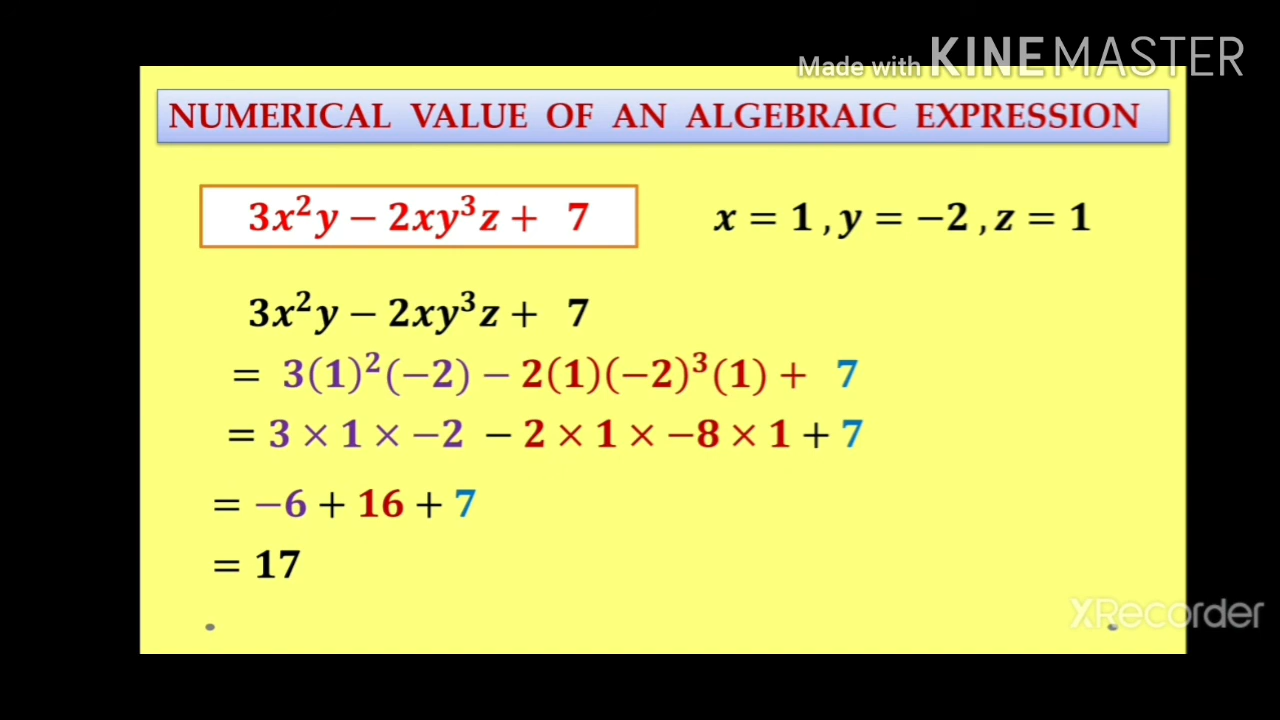 Made with KINEMASTER
NUMERICAL VALUE OF AN ALGEBRAIC EXPRESSION
3x²y − 2xy³z + 7 x = 1 , y = −2 , z = 1
3x²y − 2xy³z + 7
= 3(1)²(−2) − 2(1)(−2)³(1) + 7
= 3 × 1 × −2 − 2 × 1 × −8 × 1 + 7
= −6 + 16 + 7
= 17
XRecorder